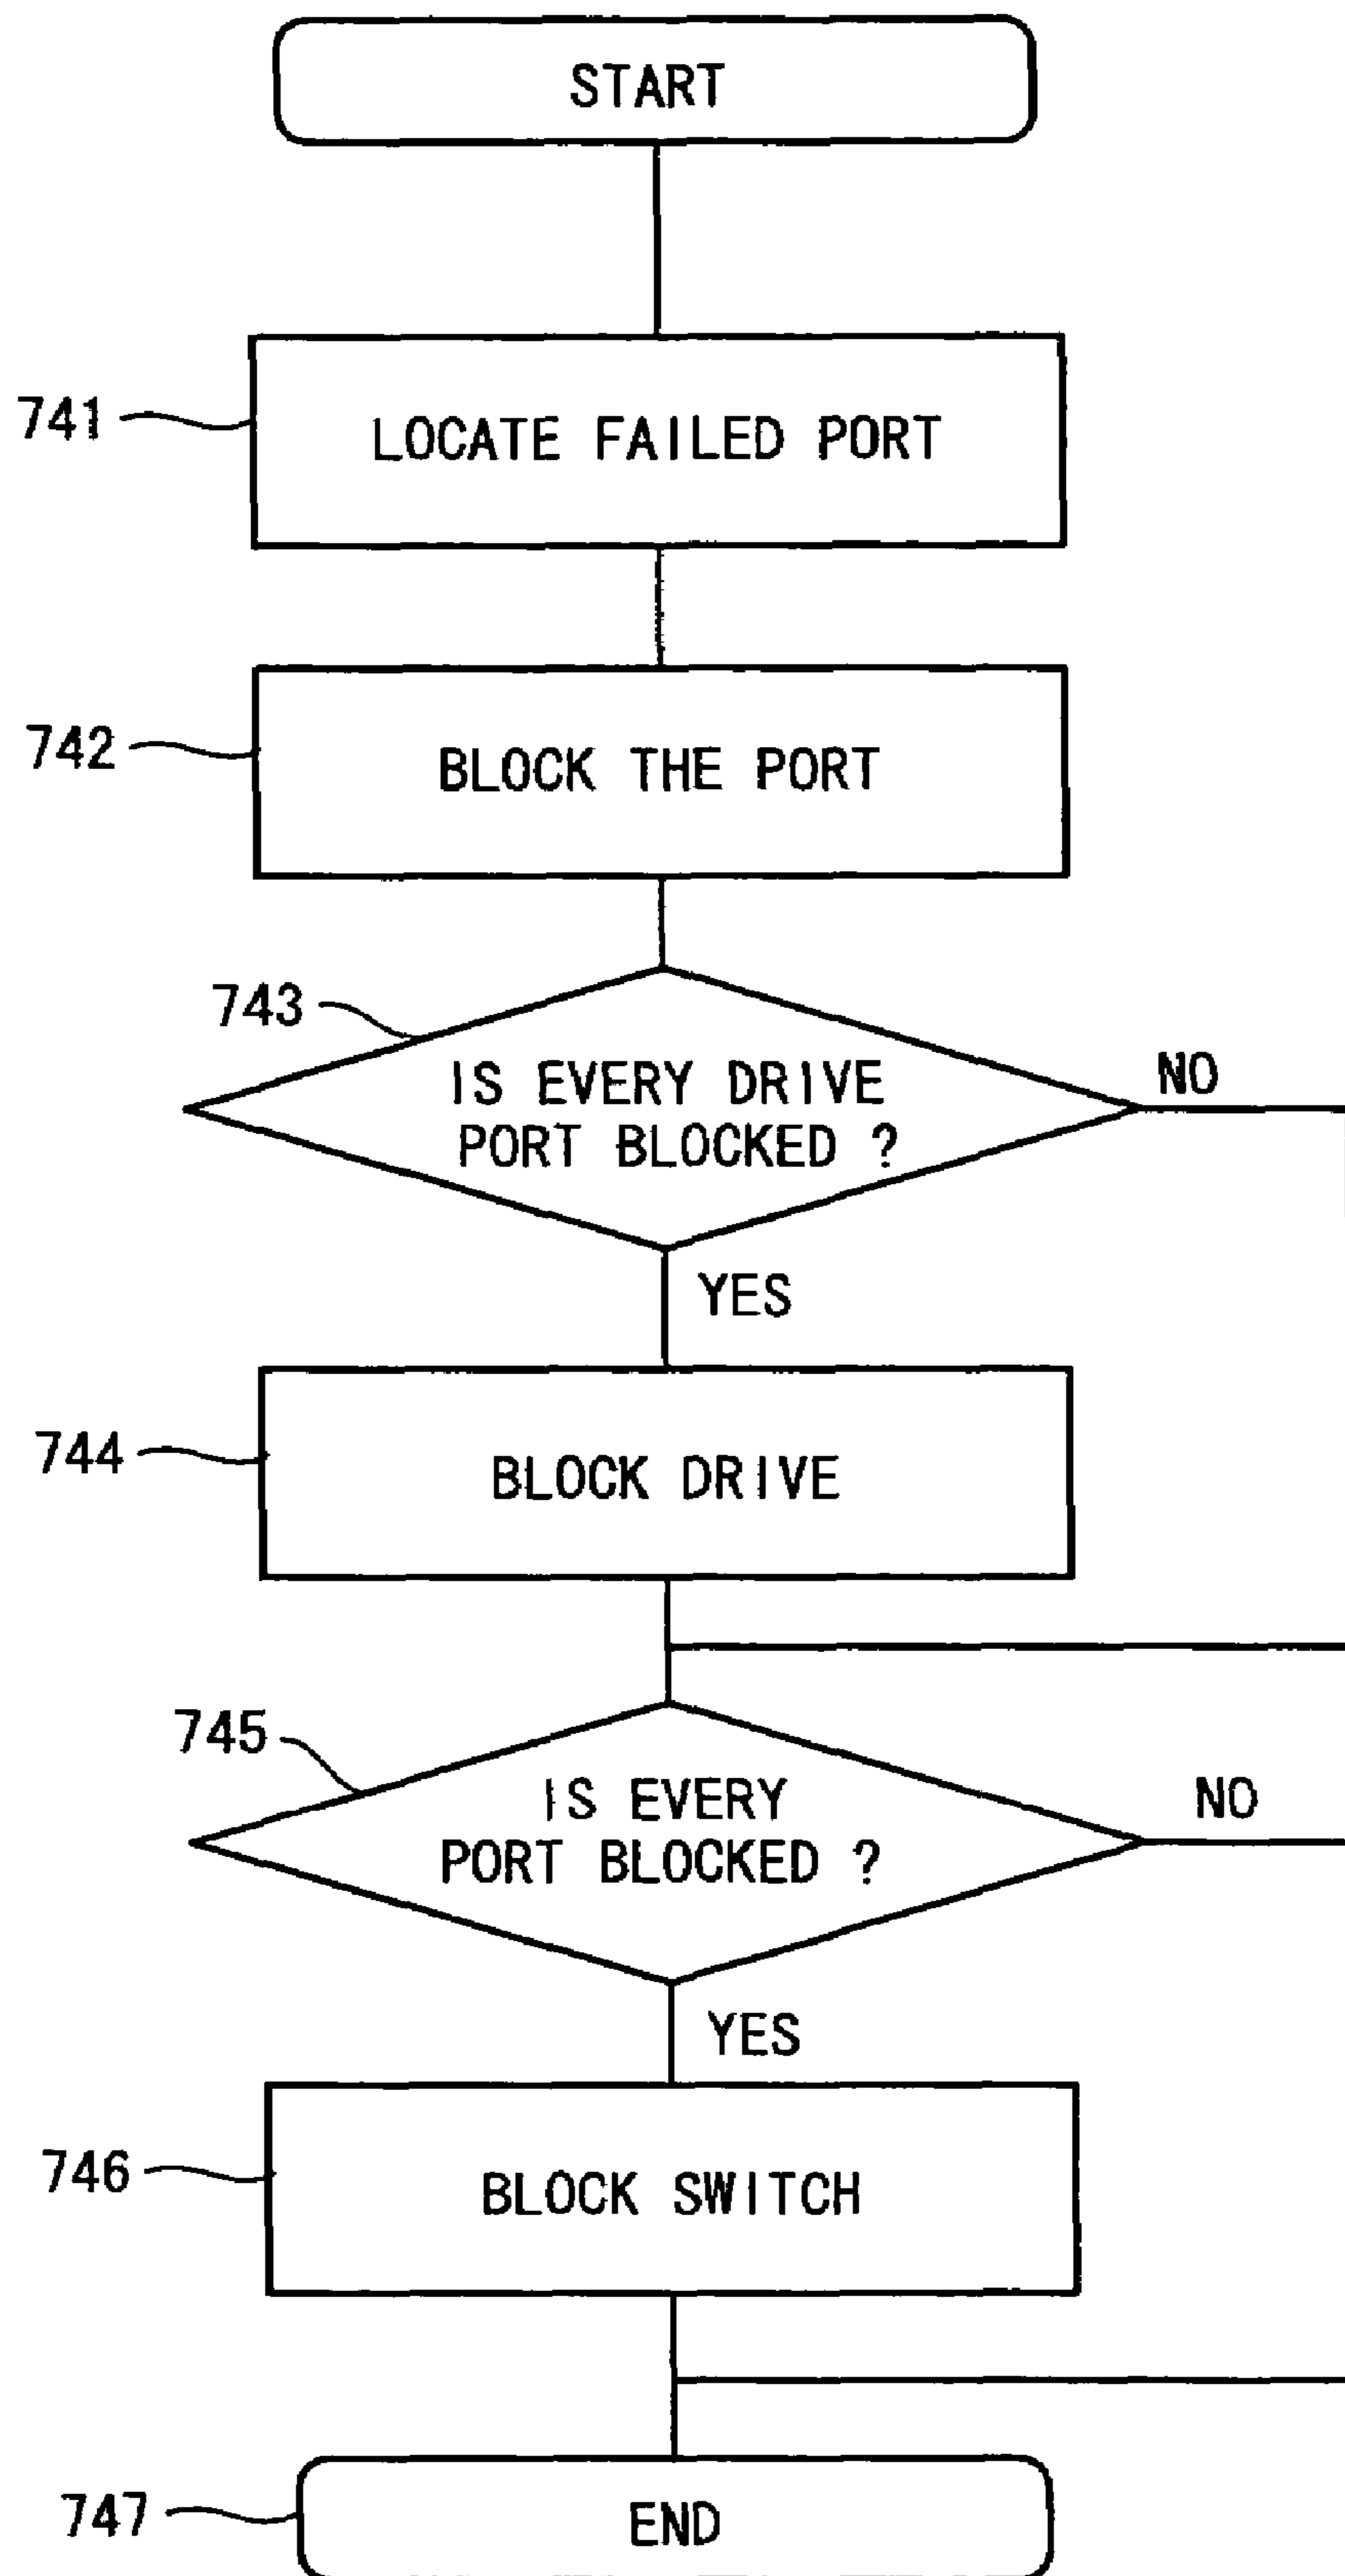 START
741
LOCATE FAILED PORT
742
BLOCK THE PORT
743
IS EVERY DRIVE
PORT BLOCKED ?
NO
YES
744
BLOCK DRIVE
745
IS EVERY
PORT BLOCKED ?
NO
YES
746
BLOCK SWITCH
747
END